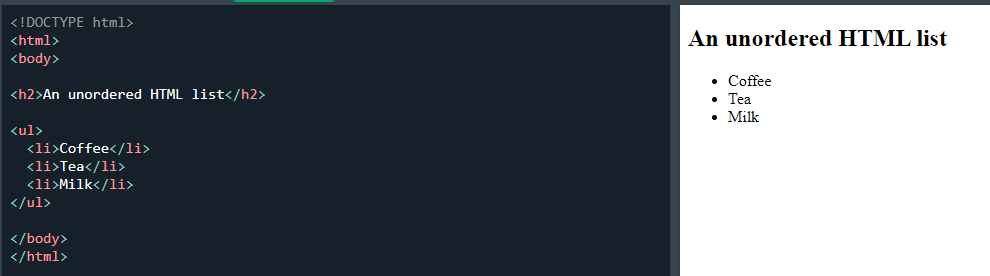 <!DOCTYPE html>
<html>
<body>
<h2>An unordered HTML list</h2>
<ul>
  <li>Coffee</li>
  <li>Tea</li>
  <li>Milk</li>
</ul>
</body>
</html>
An unordered HTML list
• Coffee
• Tea
• Milk